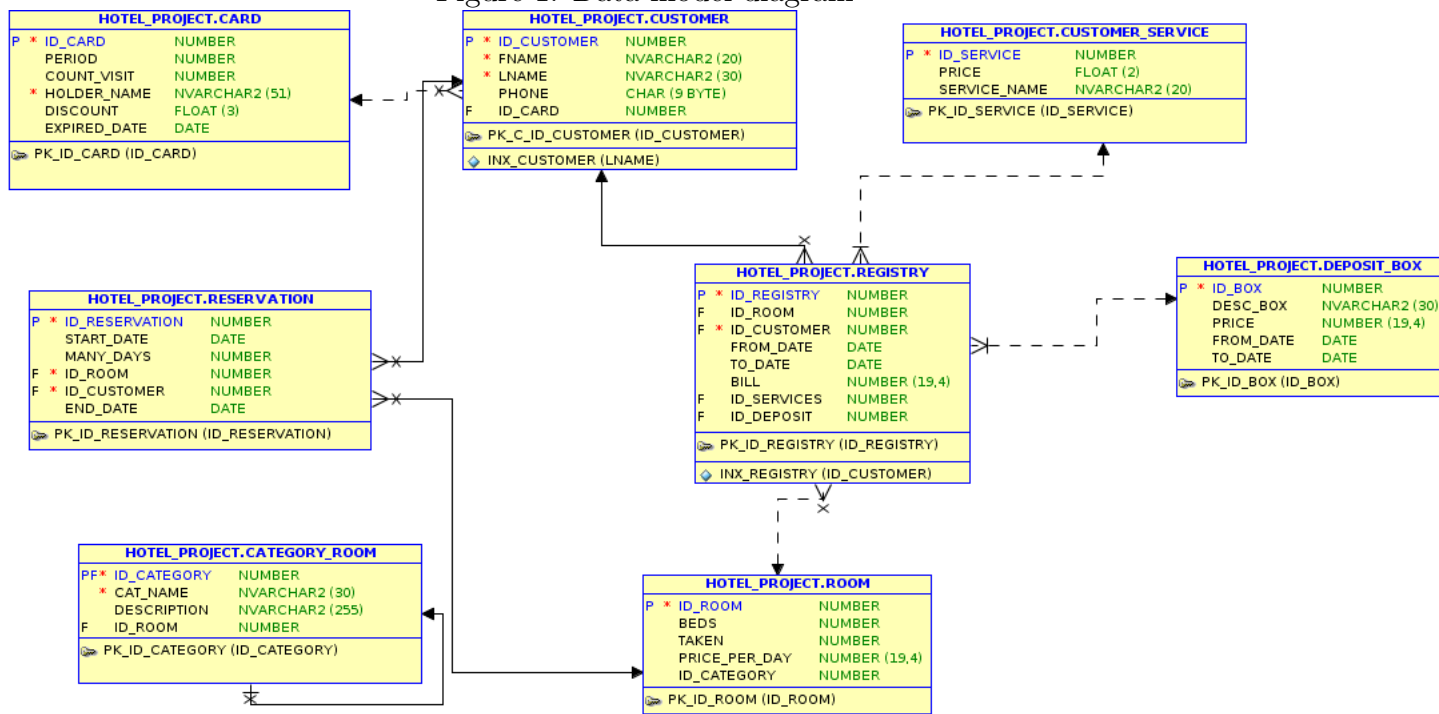 Figure 1: Data model diagram
HOTEL_PROJECT.CARD
P * ID_CARD NUMBER
PERIOD NUMBER
COUNT_VISIT NUMBER
* HOLDER_NAME NVARCHAR2 (51)
DISCOUNT FLOAT (3)
EXPIRED_DATE DATE
PK_ID_CARD (ID_CARD)
HOTEL_PROJECT.CUSTOMER
P * ID_CUSTOMER NUMBER
* FNAME NVARCHAR2 (20)
* LNAME NVARCHAR2 (30)
PHONE CHAR (9 BYTE)
F ID_CARD NUMBER
PK_C_ID_CUSTOMER (ID_CUSTOMER)
INX_CUSTOMER (LNAME)
HOTEL_PROJECT.CUSTOMER_SERVICE
P * ID_SERVICE NUMBER
PRICE FLOAT (2)
SERVICE_NAME NVARCHAR2 (20)
PK_ID_SERVICE (ID_SERVICE)
HOTEL_PROJECT.RESERVATION
P * ID_RESERVATION NUMBER
START_DATE DATE
MANY_DAYS NUMBER
F * ID_ROOM NUMBER
F * ID_CUSTOMER NUMBER
END_DATE DATE
PK_ID_RESERVATION (ID_RESERVATION)
HOTEL_PROJECT.REGISTRY
P * ID_REGISTRY NUMBER
F ID_ROOM NUMBER
F * ID_CUSTOMER NUMBER
FROM_DATE DATE
TO_DATE DATE
BILL NUMBER (19,4)
F ID_SERVICES NUMBER
F ID_DEPOSIT NUMBER
PK_ID_REGISTRY (ID_REGISTRY)
INX_REGISTRY (ID_CUSTOMER)
HOTEL_PROJECT.DEPOSIT_BOX
P * ID_BOX NUMBER
DESC_BOX NVARCHAR2 (30)
PRICE NUMBER (19,4)
FROM_DATE DATE
TO_DATE DATE
PK_ID_BOX (ID_BOX)
HOTEL_PROJECT.CATEGORY_ROOM
PF* ID_CATEGORY NUMBER
* CAT_NAME NVARCHAR2 (30)
DESCRIPTION NVARCHAR2 (255)
F ID_ROOM NUMBER
PK_ID_CATEGORY (ID_CATEGORY)
HOTEL_PROJECT.ROOM
P * ID_ROOM NUMBER
BEDS NUMBER
TAKEN NUMBER
PRICE_PER_DAY NUMBER (19,4)
ID_CATEGORY NUMBER
PK_ID_ROOM (ID_ROOM)